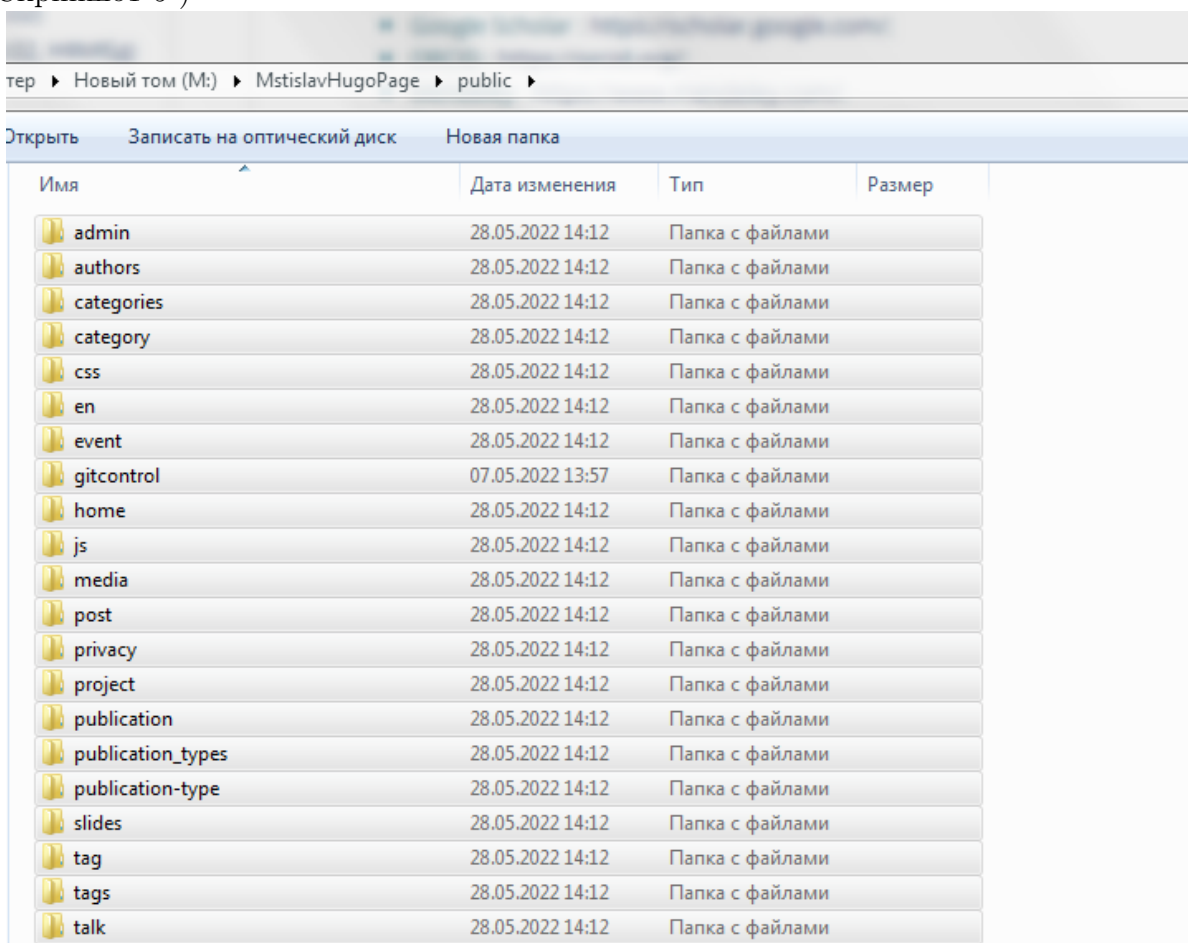 тер ▸ Новый том (M:) ▸ MstislavHugoPage ▸ public ▸
Открыть Записать на оптический диск Новая папка
Имя Дата изменения Тип Размер
admin 28.05.2022 14:12 Папка с файлами
authors 28.05.2022 14:12 Папка с файлами
categories 28.05.2022 14:12 Папка с файлами
category 28.05.2022 14:12 Папка с файлами
css 28.05.2022 14:12 Папка с файлами
en 28.05.2022 14:12 Папка с файлами
event 28.05.2022 14:12 Папка с файлами
gitcontrol 07.05.2022 13:57 Папка с файлами
home 28.05.2022 14:12 Папка с файлами
js 28.05.2022 14:12 Папка с файлами
media 28.05.2022 14:12 Папка с файлами
post 28.05.2022 14:12 Папка с файлами
privacy 28.05.2022 14:12 Папка с файлами
project 28.05.2022 14:12 Папка с файлами
publication 28.05.2022 14:12 Папка с файлами
publication_types 28.05.2022 14:12 Папка с файлами
publication-type 28.05.2022 14:12 Папка с файлами
slides 28.05.2022 14:12 Папка с файлами
tag 28.05.2022 14:12 Папка с файлами
tags 28.05.2022 14:12 Папка с файлами
talk 28.05.2022 14:12 Папка с файлами